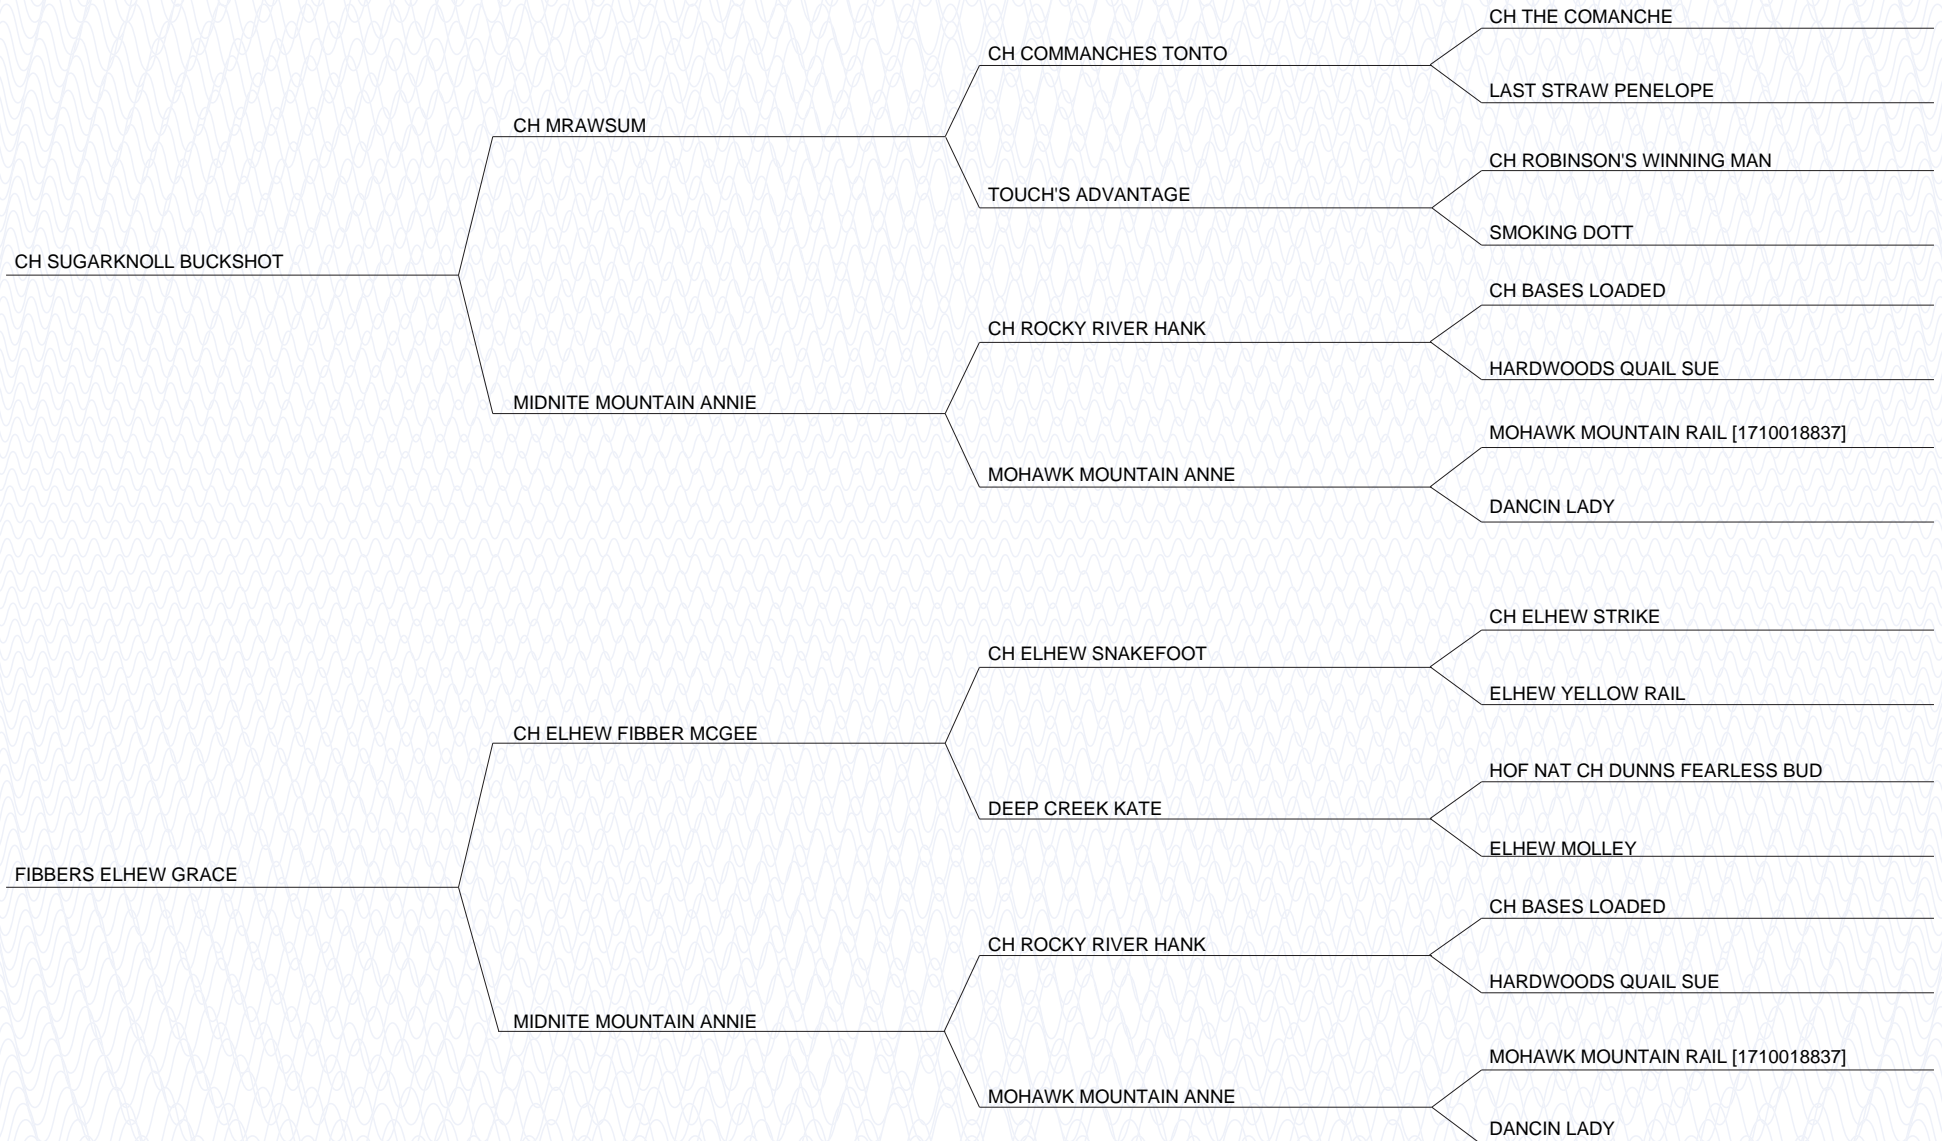 CH THE COMANCHE
CH COMMANCHES TONTO
LAST STRAW PENELOPE
CH MRAWSUM
CH ROBINSON'S WINNING MAN
TOUCH'S ADVANTAGE
SMOKING DOTT
CH SUGARKNOLL BUCKSHOT
CH BASES LOADED
CH ROCKY RIVER HANK
HARDWOODS QUAIL SUE
MIDNITE MOUNTAIN ANNIE
MOHAWK MOUNTAIN RAIL [1710018837]
MOHAWK MOUNTAIN ANNE
DANCIN LADY
CH ELHEW STRIKE
CH ELHEW SNAKEFOOT
ELHEW YELLOW RAIL
CH ELHEW FIBBER MCGEE
HOF NAT CH DUNNS FEARLESS BUD
DEEP CREEK KATE
ELHEW MOLLEY
FIBBERS ELHEW GRACE
CH BASES LOADED
CH ROCKY RIVER HANK
HARDWOODS QUAIL SUE
MIDNITE MOUNTAIN ANNIE
MOHAWK MOUNTAIN RAIL [1710018837]
MOHAWK MOUNTAIN ANNE
DANCIN LADY